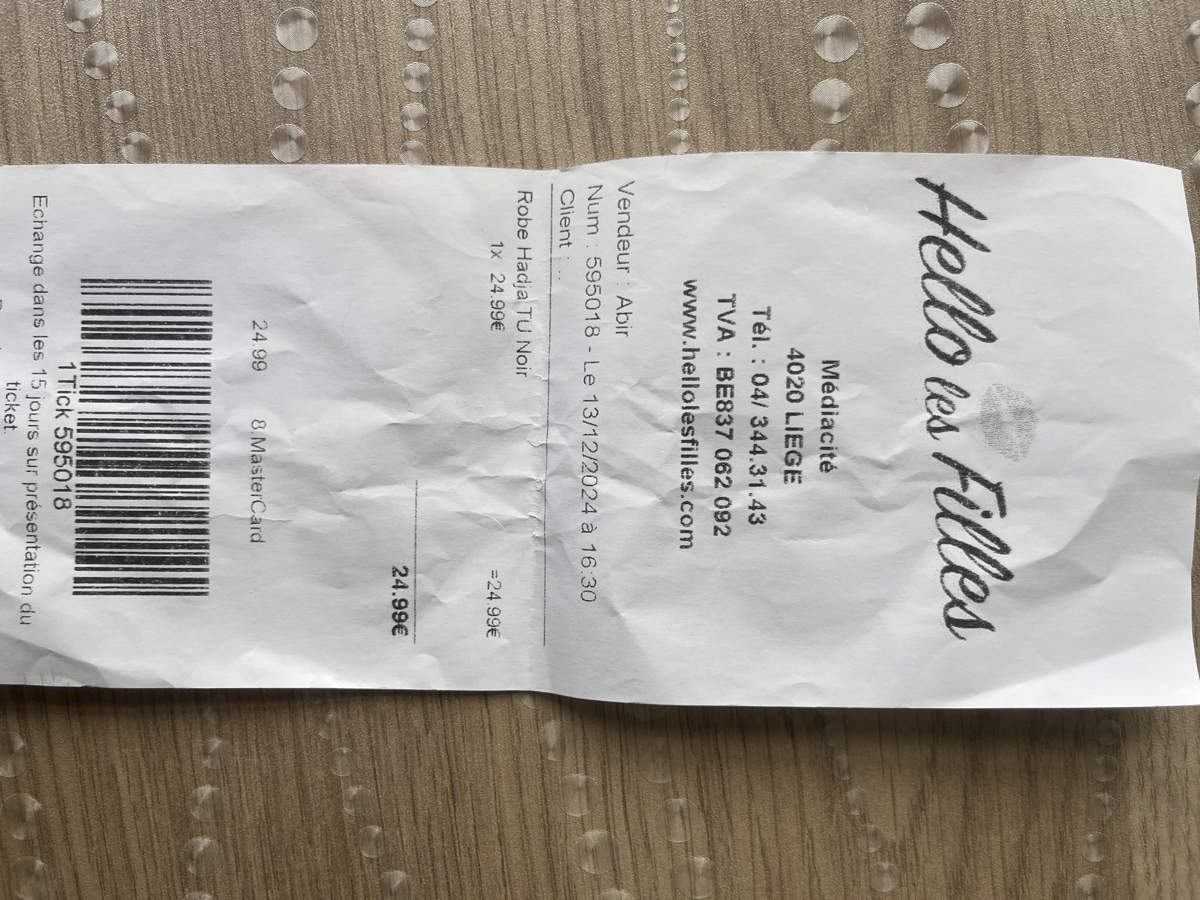 Hello les Filles
Médiacité
4020 LIEGE
Tél. : 04/ 344.31.43
TVA : BE837 062 092
www.hellolesfilles.com
Vendeur : Abir
Num : 595018 - Le 13/12/2024 à 16:30
Client : ..
Robe Hadja TU Noir
1x 24.99€ =24.99€
24.99€
24.99 8 MasterCard
1Tick 595018
Echange dans les 15 jours sur présentation du
ticket.